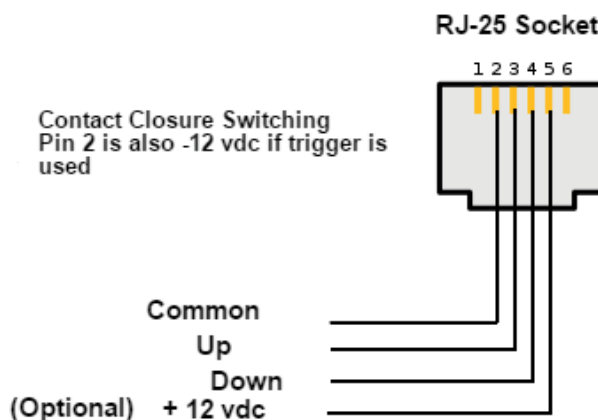 RJ-25 Socket
1 2 3 4 5 6
Contact Closure Switching
Pin 2 is also -12 vdc if trigger is
used
Common
Up
Down
(Optional) + 12 vdc